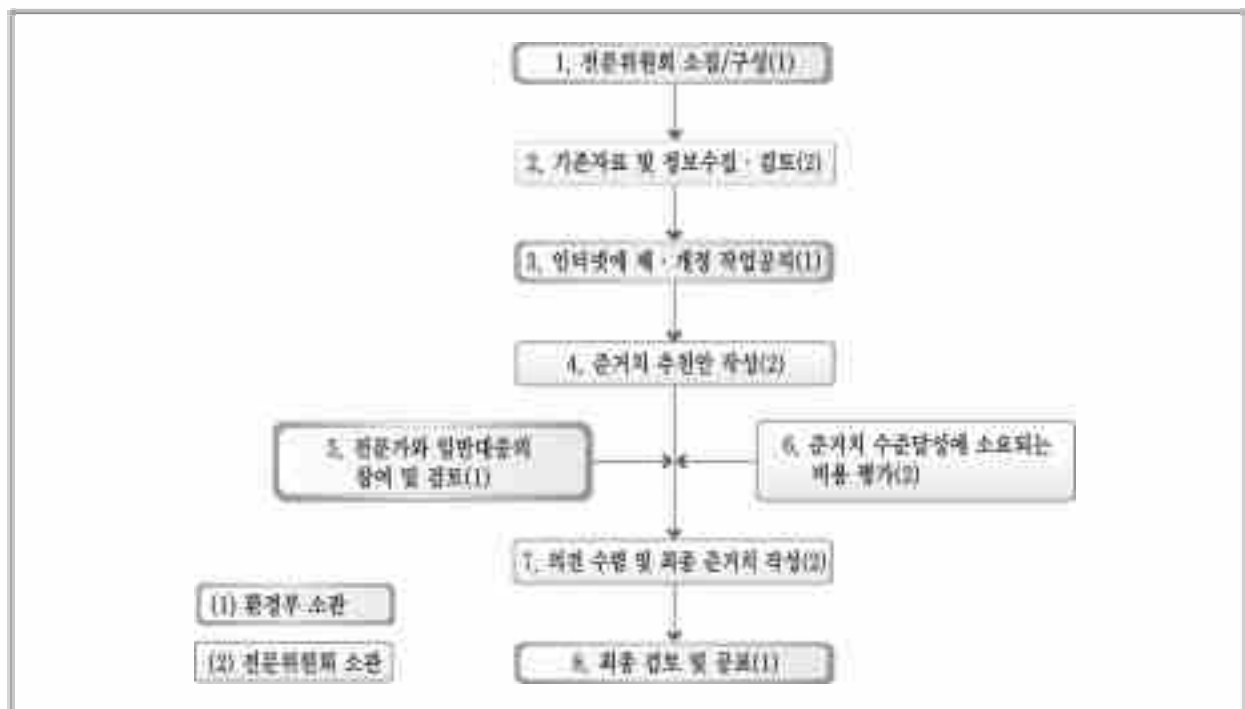 1. 전문위원회 소집/구성(1)
2. 기존자료 및 정보수집 · 검토(2)
3. 인터넷에 제 · 개정 작업공지(1)
4. 준거치 추천안 작성(2)
5. 전문가와 일반대중의
참여 및 검토(1)
6. 준거치 수준달성에 소요되는
비용 평가(2)
7. 의견 수렴 및 최종 준거치 작성(2)
(1) 환경부 소관
(2) 전문위원회 소관
8. 최종 검토 및 공표(1)